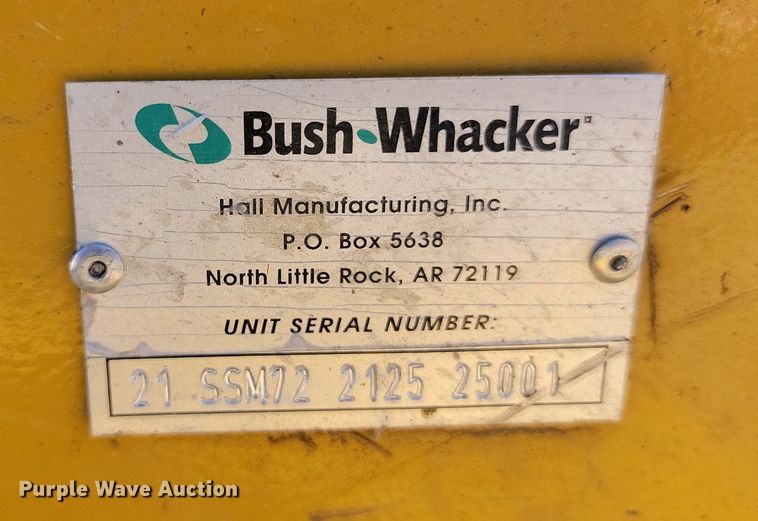 Bush-Whacker
Hall Manufacturing, Inc.
P.O. Box 5638
North Little Rock, AR 72119
UNIT SERIAL NUMBER:
21 SSM72 2125 25001
Purple Wave Auction